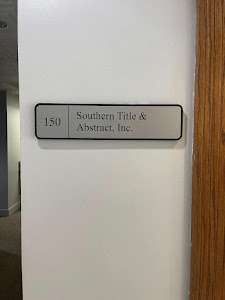 150
Southern Title &
Abstract, Inc.